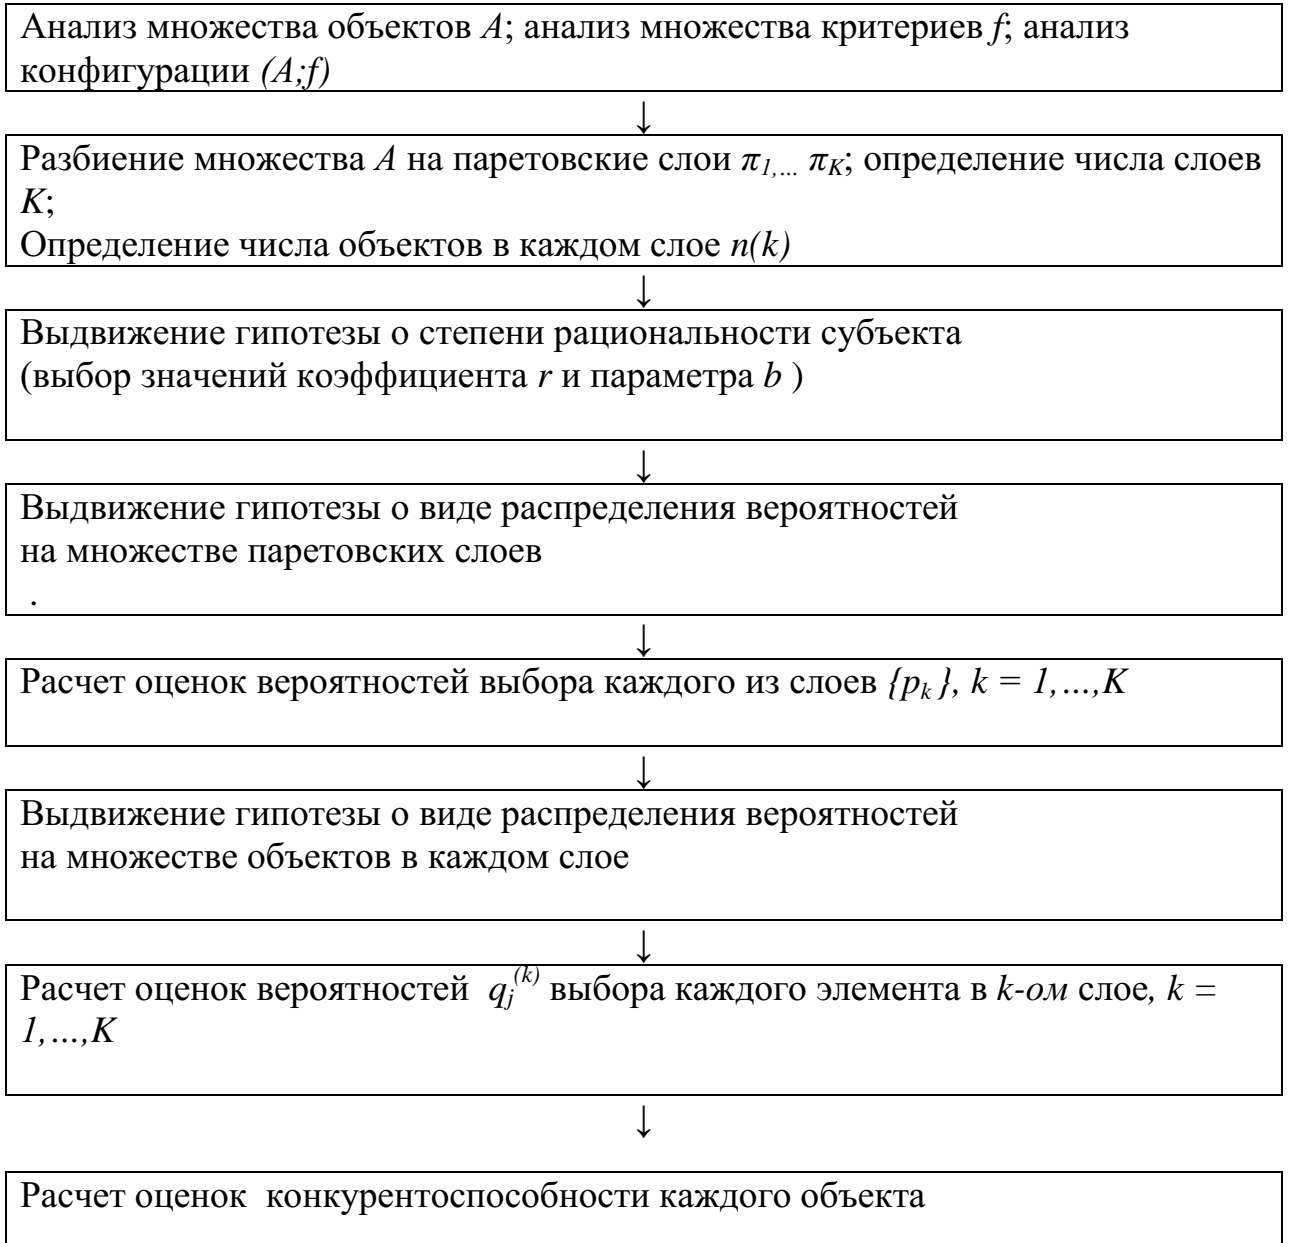 Анализ множества объектов A; анализ множества критериев f; анализ
конфигурации (A;f)
↓
Разбиение множества A на паретовские слои π1,... πK; определение числа слоев
K;
Определение числа объектов в каждом слое n(k)
↓
Выдвижение гипотезы о степени рациональности субъекта
(выбор значений коэффициента r и параметра b )
↓
Выдвижение гипотезы о виде распределения вероятностей
на множестве паретовских слоев
.
↓
Расчет оценок вероятностей выбора каждого из слоев {pk }, k = 1,...,K
↓
Выдвижение гипотезы о виде распределения вероятностей
на множестве объектов в каждом слое
↓
Расчет оценок вероятностей qj(k) выбора каждого элемента в k-ом слое, k =
1,...,K
↓
Расчет оценок конкурентоспособности каждого объекта